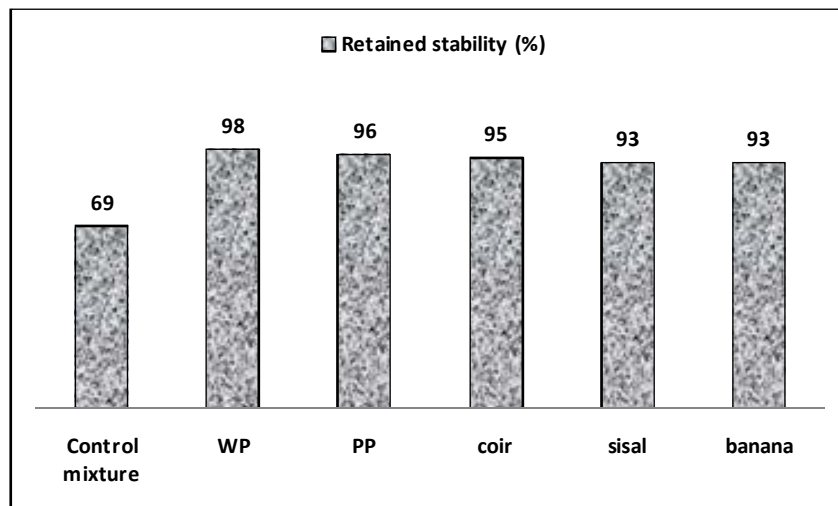 Retained stability (%)
98
96
95
93
93
69
Control
mixture
WP
PP
coir
sisal
banana